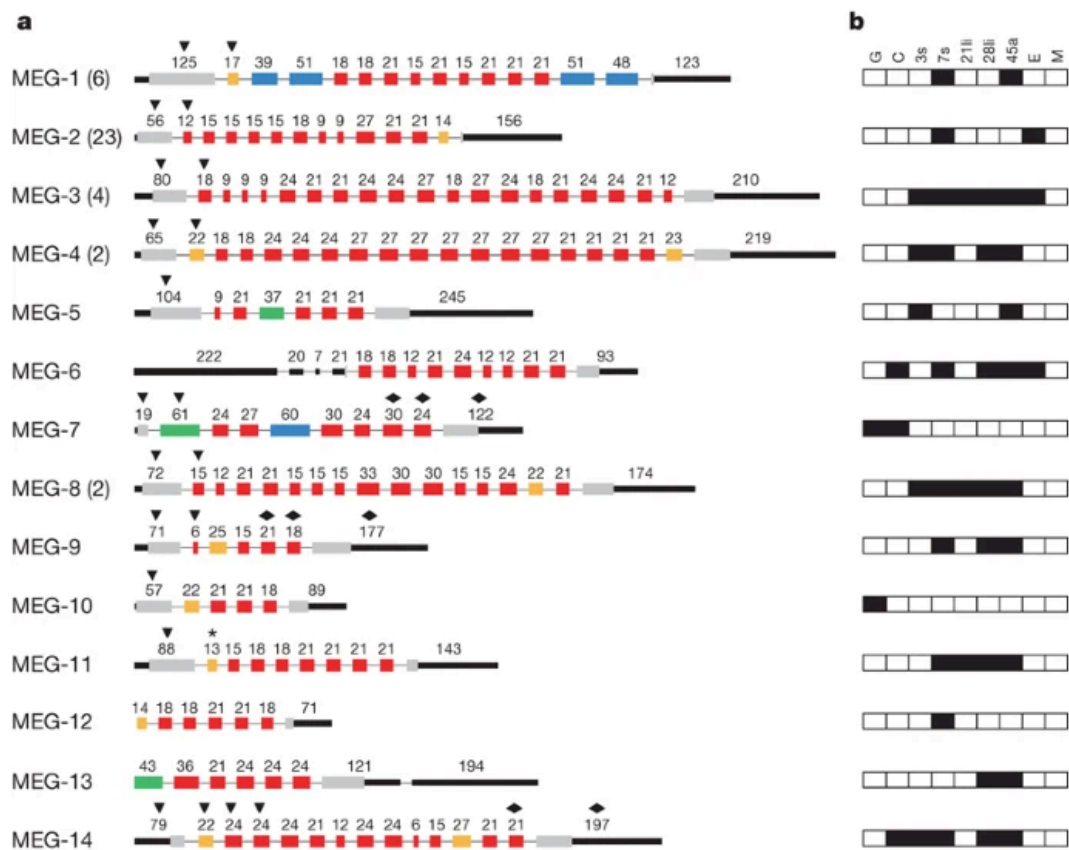 a
b
G C 3s 7s 21li 28li 45a E M
125 17 39 51 18 18 21 15 21 15 21 21 21 51 48 123
MEG-1 (6)
56 12 15 15 15 15 18 9 9 27 21 21 14 156
MEG-2 (23)
80 18 9 9 9 24 21 21 24 24 27 18 27 24 18 21 24 24 21 12 210
MEG-3 (4)
65 22 18 18 24 24 24 27 27 27 27 27 27 27 21 21 21 21 23 219
MEG-4 (2)
104 9 21 37 21 21 21 245
MEG-5
222 20 7 21 18 18 12 21 24 12 12 21 21 93
MEG-6
19 61 24 27 60 30 24 30 24 122
MEG-7
72 15 12 21 21 15 15 15 33 30 30 15 15 24 22 21 174
MEG-8 (2)
71 6 25 15 21 18 177
MEG-9
57 22 21 21 18 89
MEG-10
*
88 13 15 18 18 21 21 21 21 21 143
MEG-11
14 18 18 21 21 18 71
MEG-12
43 36 21 24 24 24 121 194
MEG-13
79 22 24 24 24 21 12 24 24 6 15 27 21 21 197
MEG-14